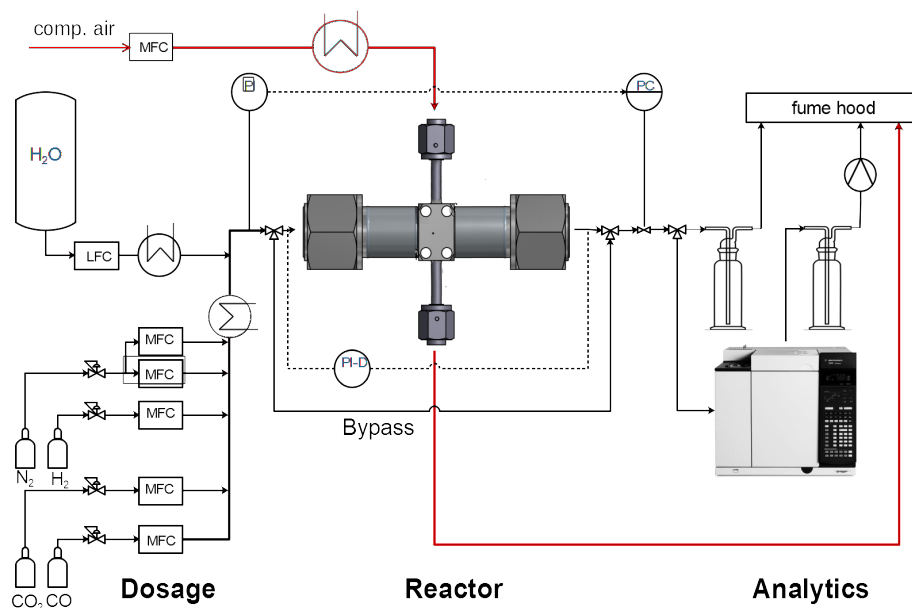 comp. air
MFC
PI
PC
fume hood
H₂O
LFC
MFC
MFC
PI-D
MFC
Bypass
N₂
H₂
MFC
MFC
CO₂
CO
Dosage
Reactor
Analytics